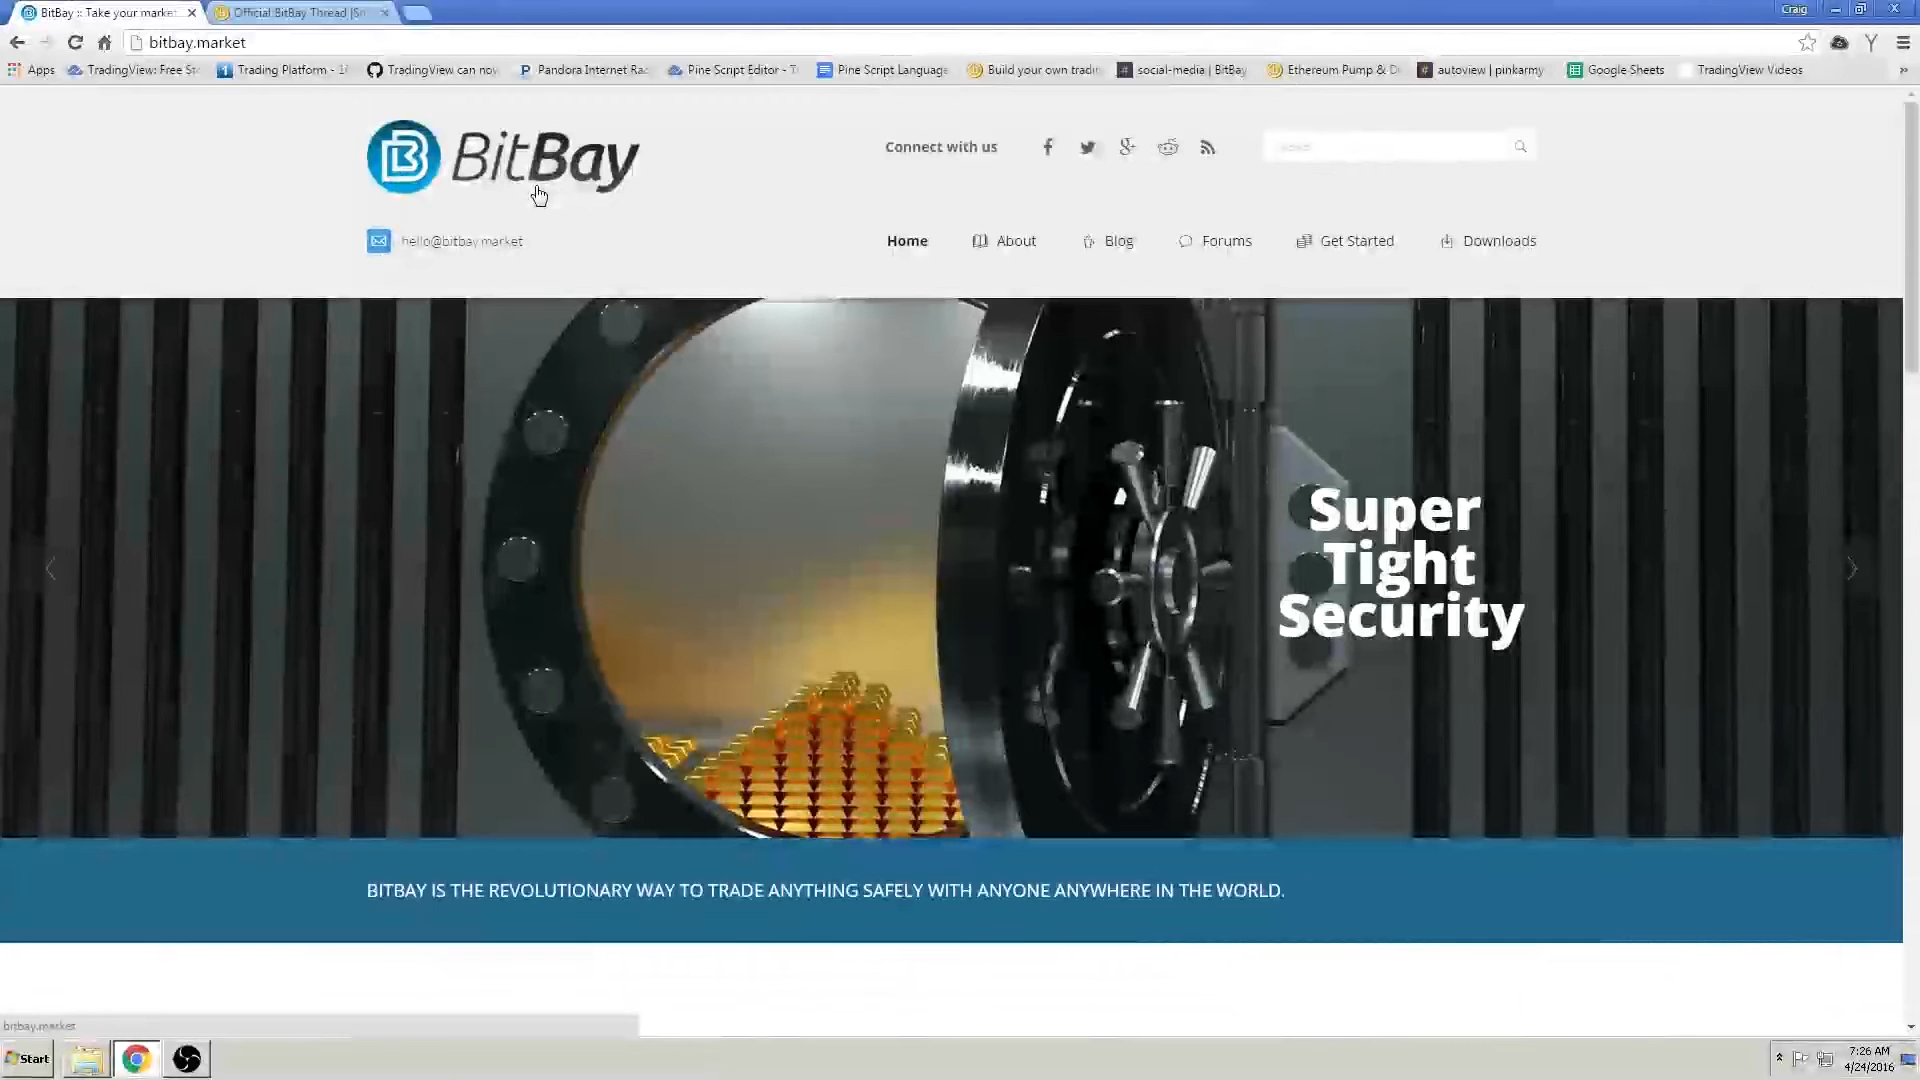 BitBay :: Take your market
Official BitBay Thread |Sn
Craig
bitbay.market
Apps
TradingView: Free St
Trading Platform - 1
TradingView can nov
Pandora Internet Ra
Pine Script Editor - T
Pine Script Language
Build your own tradi
social-media | BitBay
Ethereum Pump & D
autoview | pinkarmy
Google Sheets
TradingView Videos
»
BitBay
Connect with us
hello@bitbay.market
Home
About
Blog
Forums
Get Started
Downloads
Super
Tight
Security
BITBAY IS THE REVOLUTIONARY WAY TO TRADE ANYTHING SAFELY WITH ANYONE ANYWHERE IN THE WORLD.
bitbay.market
Start
7:26 AM
4/24/2016